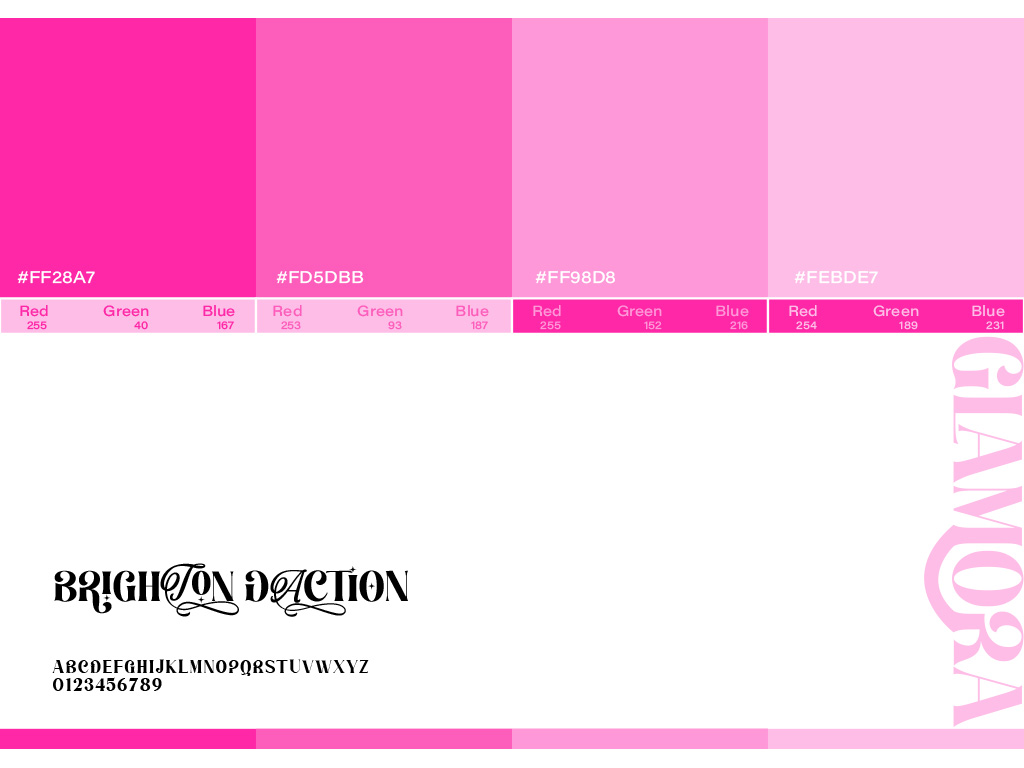 #FF28A7 #FD5DBB #FF98D8 #FEBDE7
Red Green Blue Red Green Blue Red Green Blue Red Green Blue
255 40 167 253 93 187 255 152 216 254 189 231
GLAMORA
BRIGHTON DACTION
ABCDEFGHIJKLMNOPQRSTUVWXYZ
0123456789